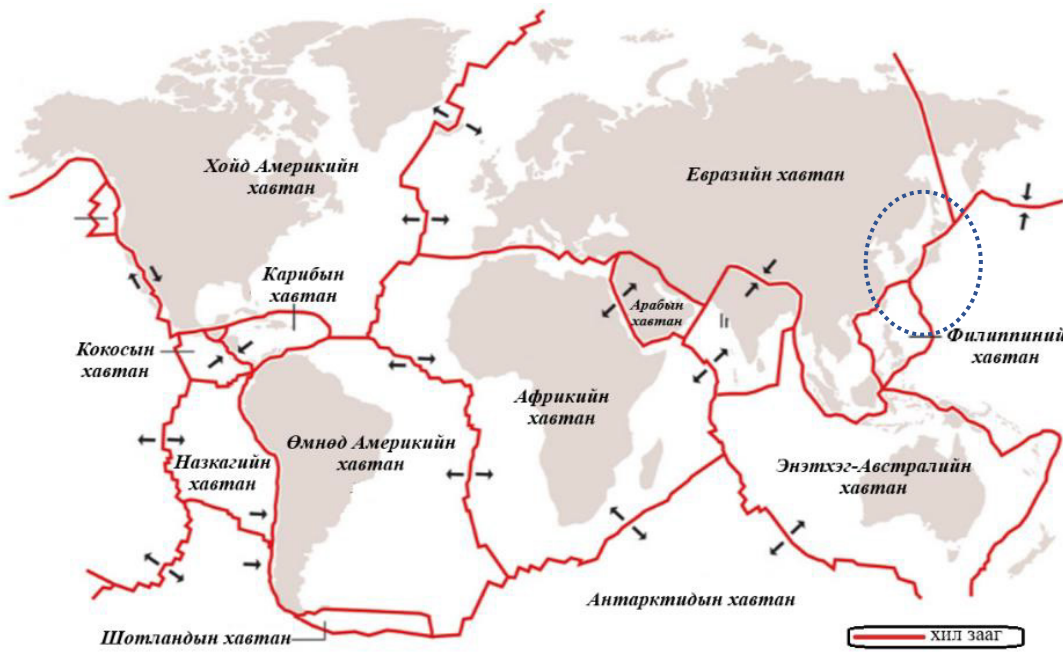 Хойд Америкийн
хавтан
Евразийн хавтан
Карибын
хавтан
Арабын
хавтан
Кокосын
хавтан
Филиппиний
хавтан
Африкийн
хавтан
Өмнөд Америкийн
хавтан
Назкагийн
хавтан
Энэтхэг-Австралийн
хавтан
Антарктидын хавтан
Шотландын хавтан
хил зааг